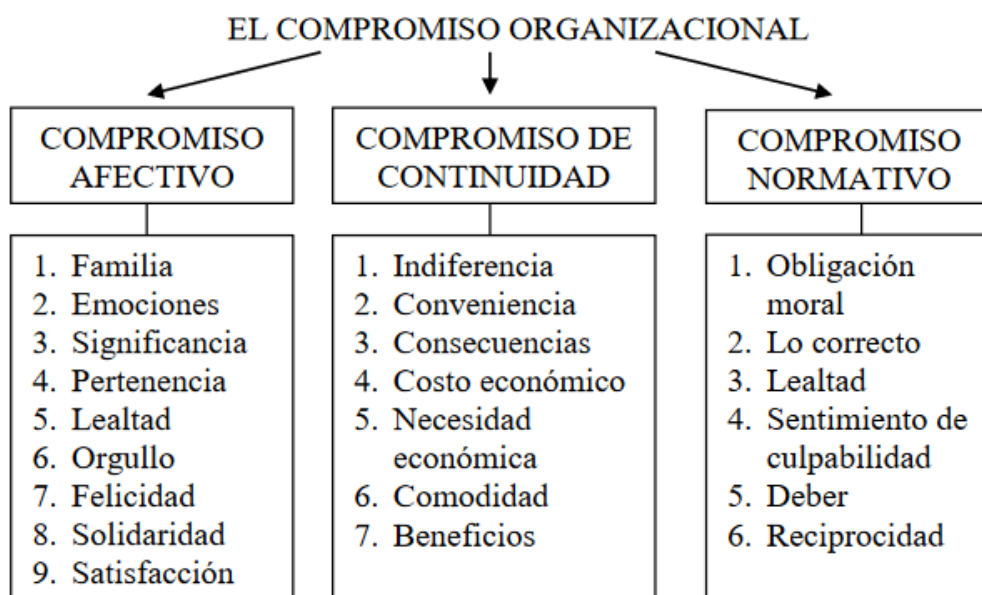 EL COMPROMISO ORGANIZACIONAL
COMPROMISO
AFECTIVO
1. Familia
2. Emociones
3. Significancia
4. Pertenencia
5. Lealtad
6. Orgullo
7. Felicidad
8. Solidaridad
9. Satisfacción
COMPROMISO DE
CONTINUIDAD
1. Indiferencia
2. Conveniencia
3. Consecuencias
4. Costo económico
5. Necesidad
económica
6. Comodidad
7. Beneficios
COMPROMISO
NORMATIVO
1. Obligación
moral
2. Lo correcto
3. Lealtad
4. Sentimiento de
culpabilidad
5. Deber
6. Reciprocidad